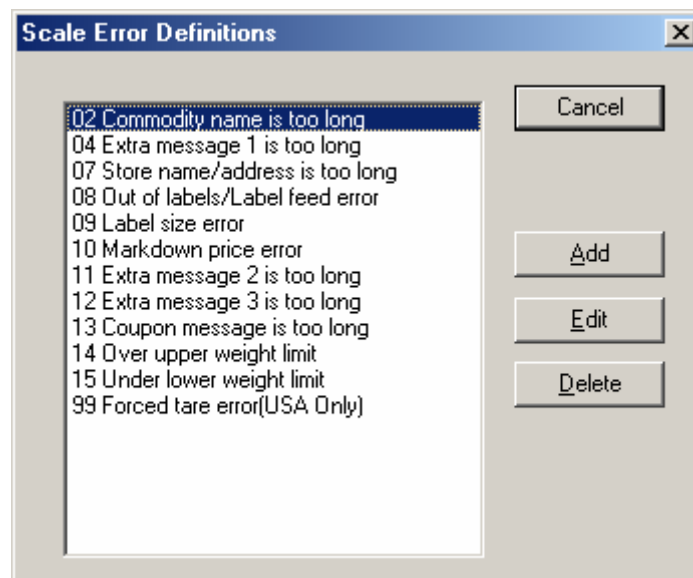 Scale Error Definitions
02 Commodity name is too long
04 Extra message 1 is too long
07 Store name/address is too long
08 Out of labels/Label feed error
09 Label size error
10 Markdown price error
11 Extra message 2 is too long
12 Extra message 3 is too long
13 Coupon message is too long
14 Over upper weight limit
15 Under lower weight limit
99 Forced tare error(USA Only)
Cancel
Add
Edit
Delete